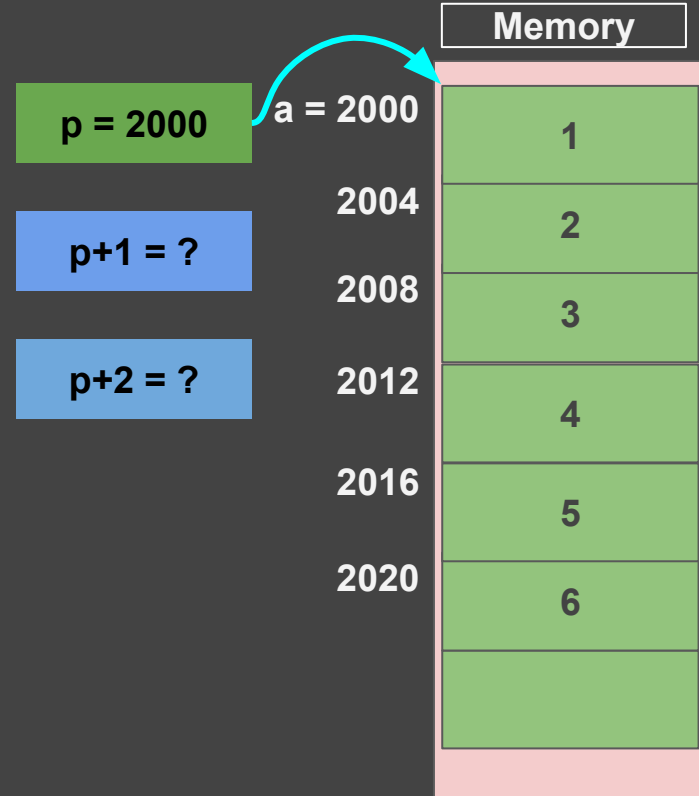 Memory
p = 2000
a = 2000
1
2004
2
p+1 = ?
2008
3
p+2 = ?
2012
4
2016
5
2020
6